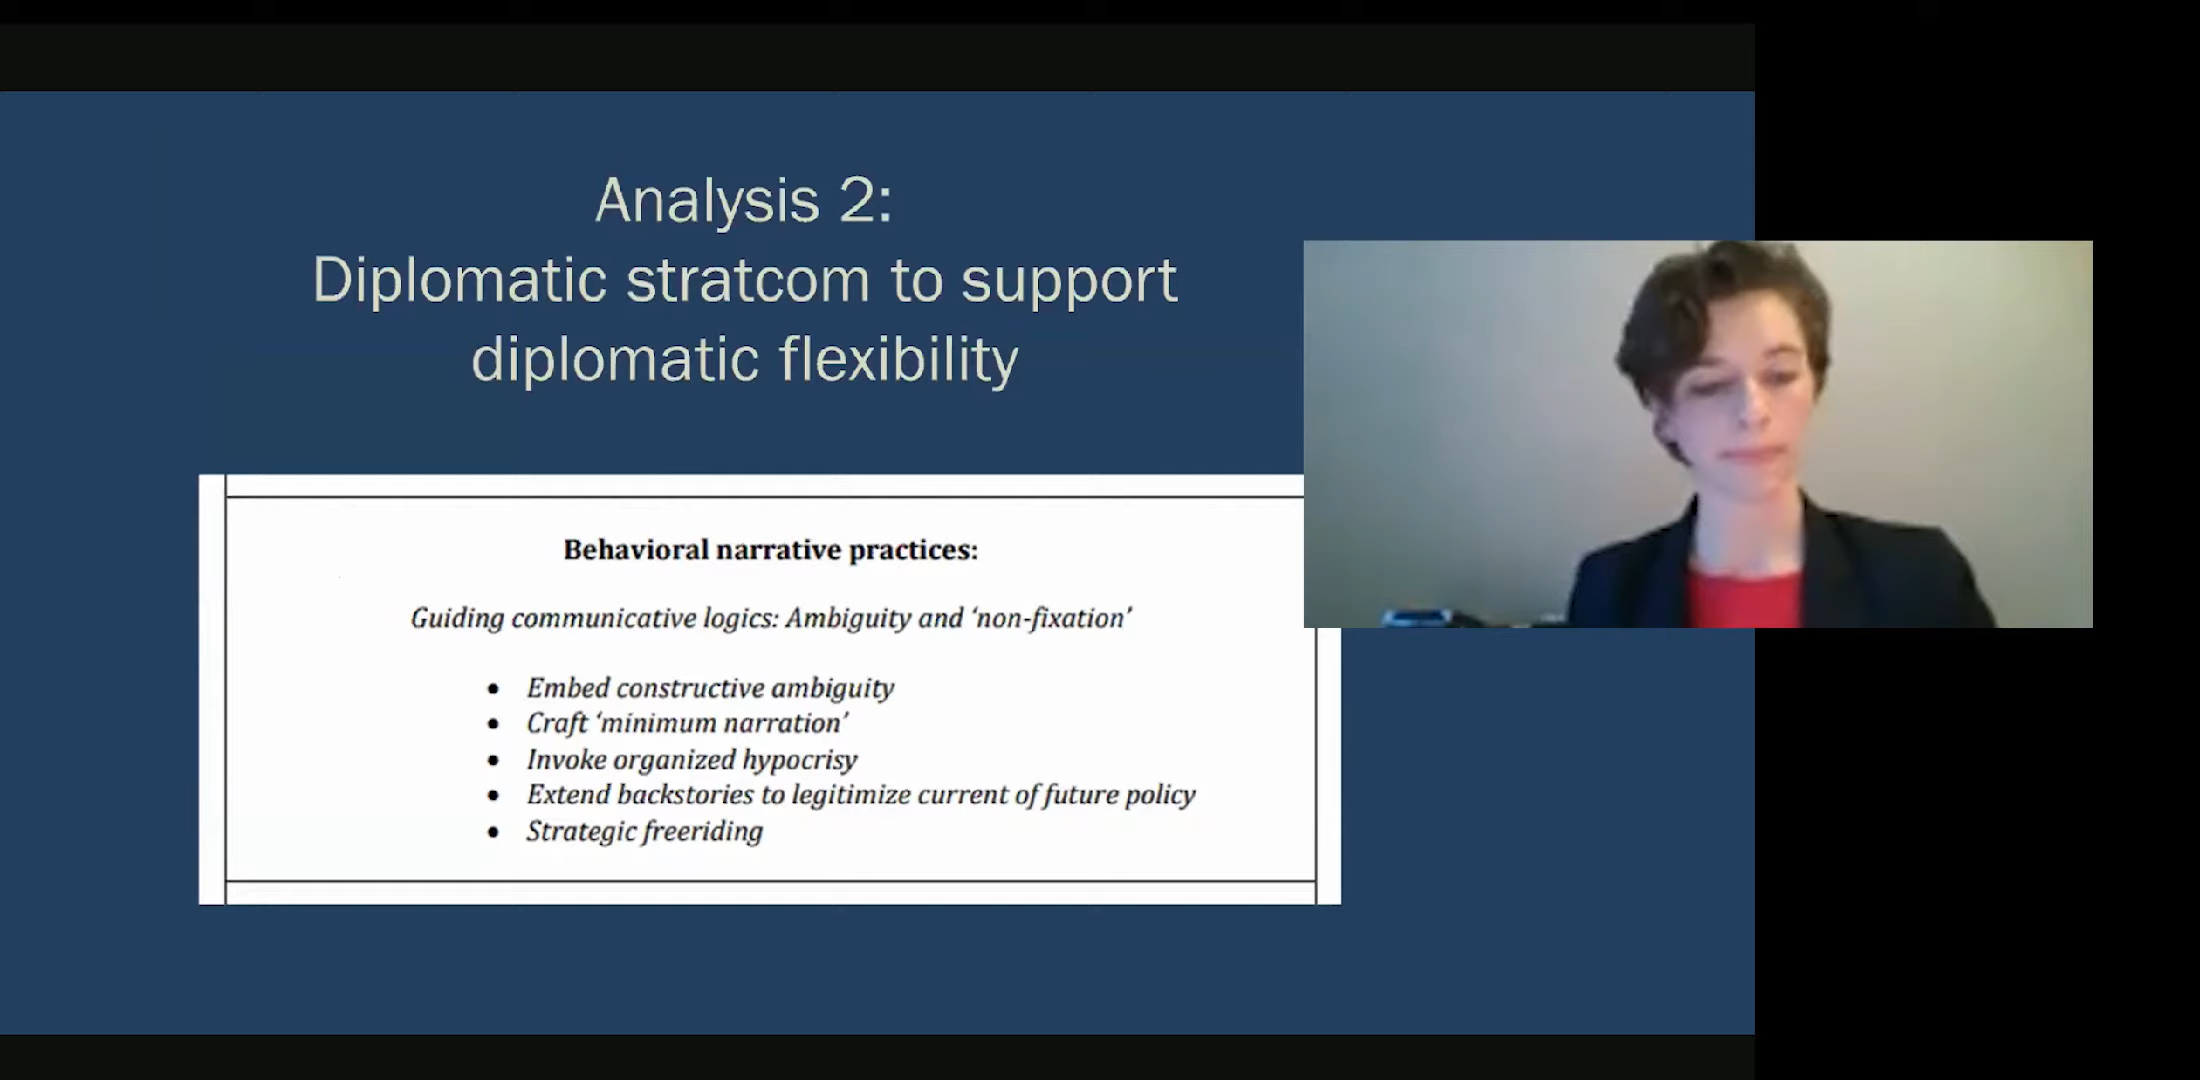 Analysis 2:
Diplomatic stratcom to support
diplomatic flexibility
Behavioral narrative practices:
Guiding communicative logics: Ambiguity and ‘non-fixation’
• Embed constructive ambiguity
• Craft ‘minimum narration’
• Invoke organized hypocrisy
• Extend backstories to legitimize current of future policy
• Strategic freeriding